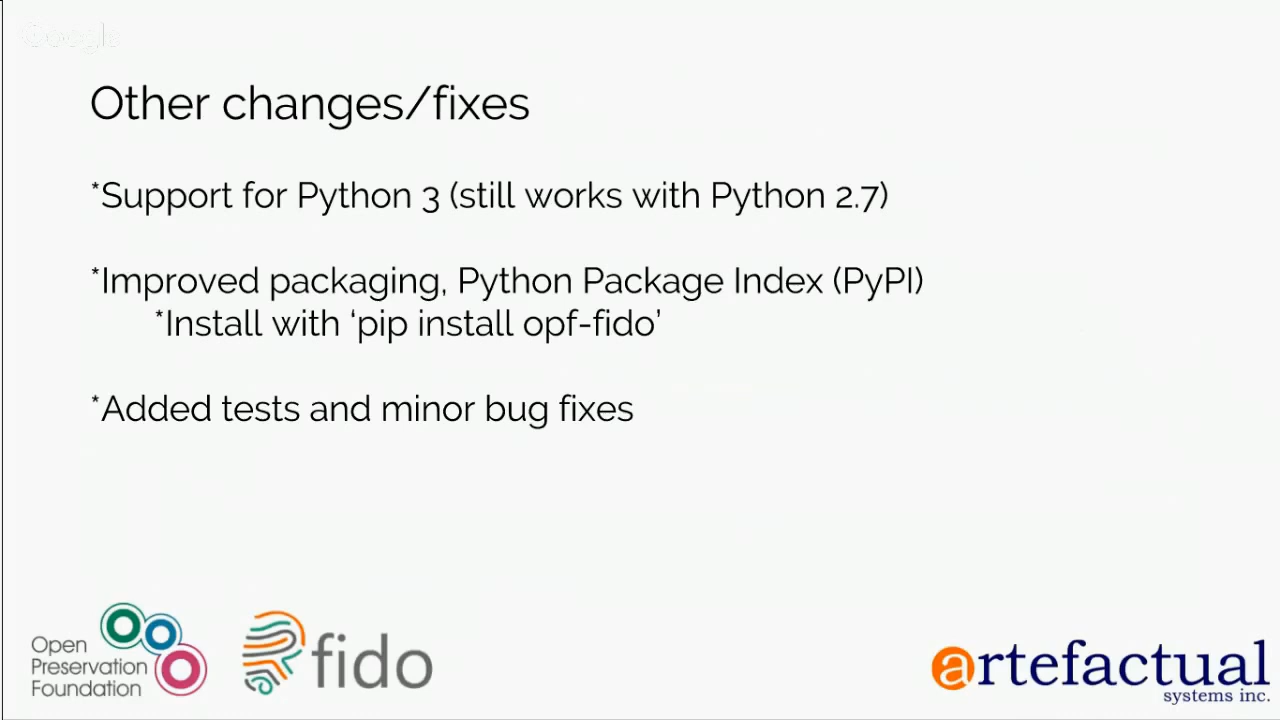 Google
Other changes/fixes
*Support for Python 3 (still works with Python 2.7)
*Improved packaging, Python Package Index (PyPI)
*Install with ‘pip install opf-fido’
*Added tests and minor bug fixes
Open
Preservation
Foundation
fido
artefactual
systems inc.